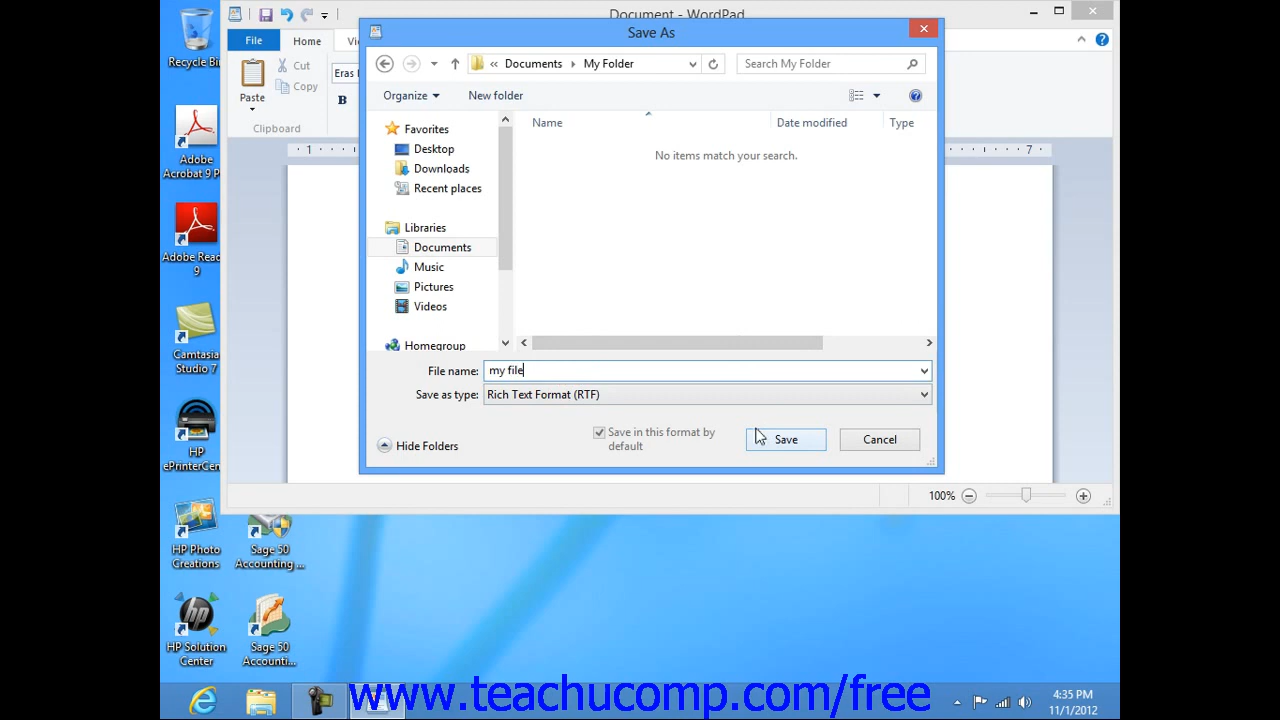 Document - WordPad
Save As
File
Home
Vi
Cut
Copy
Paste
Clipboard
Eras
B
Documents
My Folder
Search My Folder
Organize
New folder
Favorites
Desktop
Downloads
Recent places
Libraries
Documents
Music
Pictures
Videos
Homegroup
Name
Date modified
Type
No items match your search.
File name: my file
Save as type: Rich Text Format (RTF)
Save in this format by
default
Hide Folders
Save
Cancel
1
7
100%
Recycle Bin
Adobe
Acrobat 9 P
Adobe Read
9
Camtasia
Studio 7
HP
ePrinterCen
HP Photo
Creations
Sage 50
Accounting ...
HP Solution
Center
Sage 50
Accounti...
www.teachucomp.com/free
4:35 PM
11/1/2012